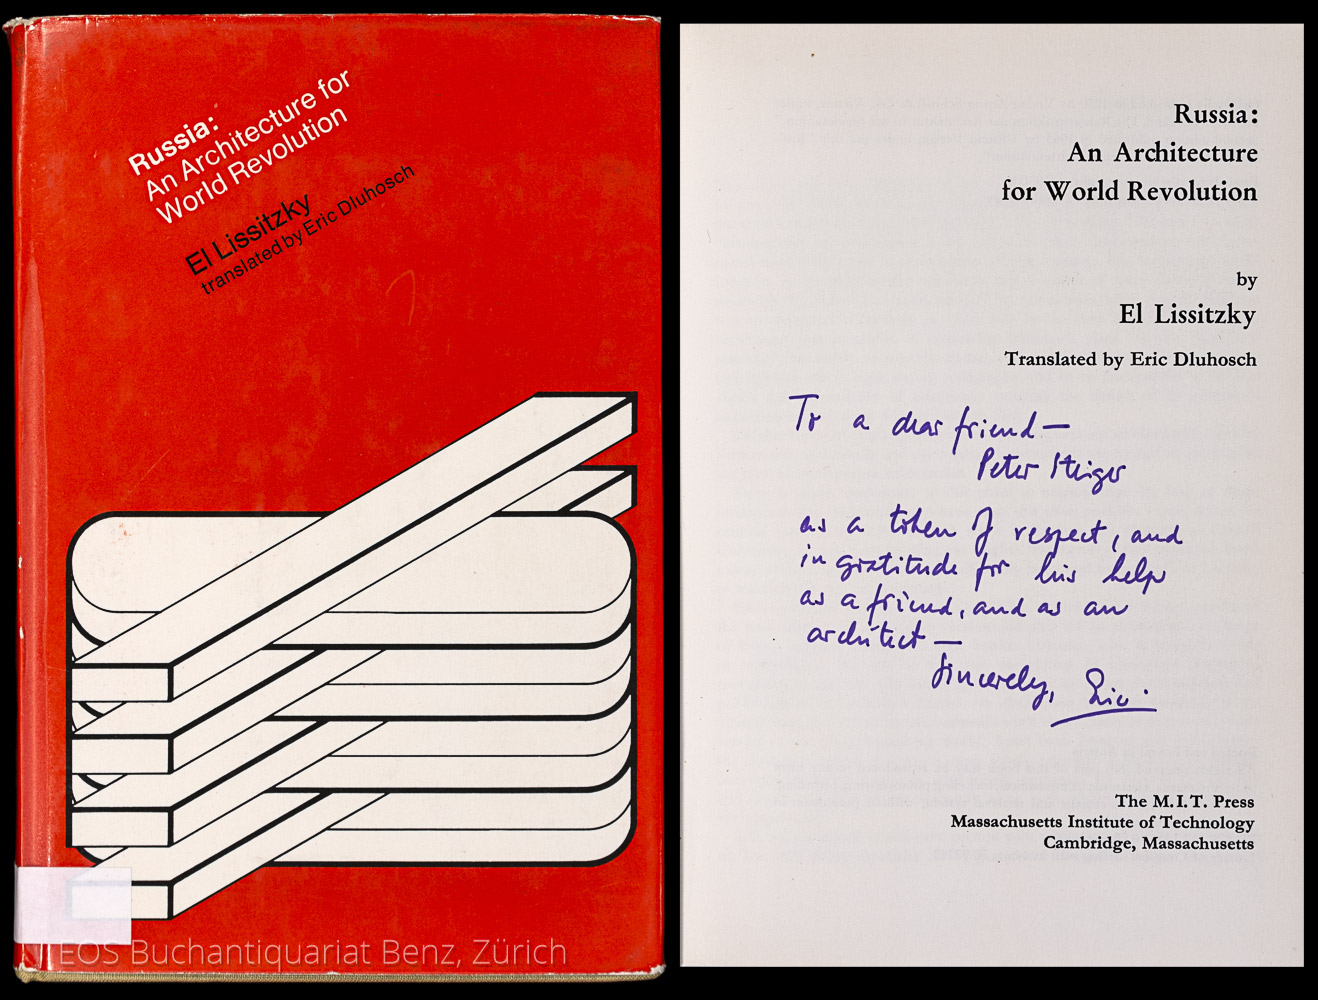 Russia:
An Architecture for
World Revolution
El Lissitzky
translated by Eric Dluhosch
EOS Buchantiquariat Benz, Zürich
Russia:
An Architecture
for World Revolution
by
El Lissitzky
Translated by Eric Dluhosch
To a dear friend—
Peter Steiger
as a token of respect, and
in gratitude for his help
as a friend, and as an
architect—
Sincerely, Eric.
The M.I.T. Press
Massachusetts Institute of Technology
Cambridge, Massachusetts